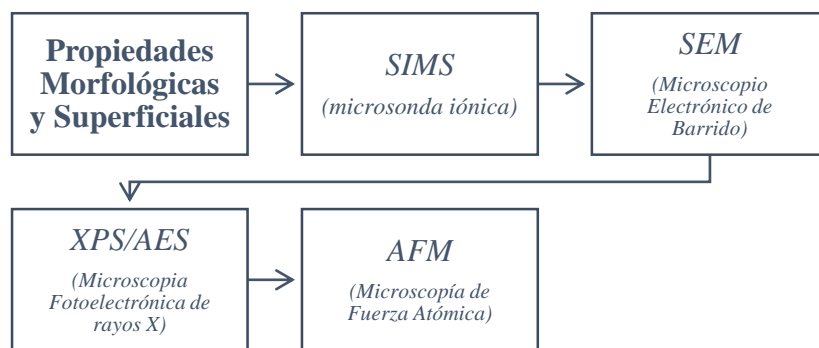 Propiedades
Morfológicas
y Superficiales
SIMS
(microsonda iónica)
SEM
(Microscopio
Electrónico de
Barrido)
XPS/AES
(Microscopia
Fotoelectrónica de
rayos X)
AFM
(Microscopía de
Fuerza Atómica)